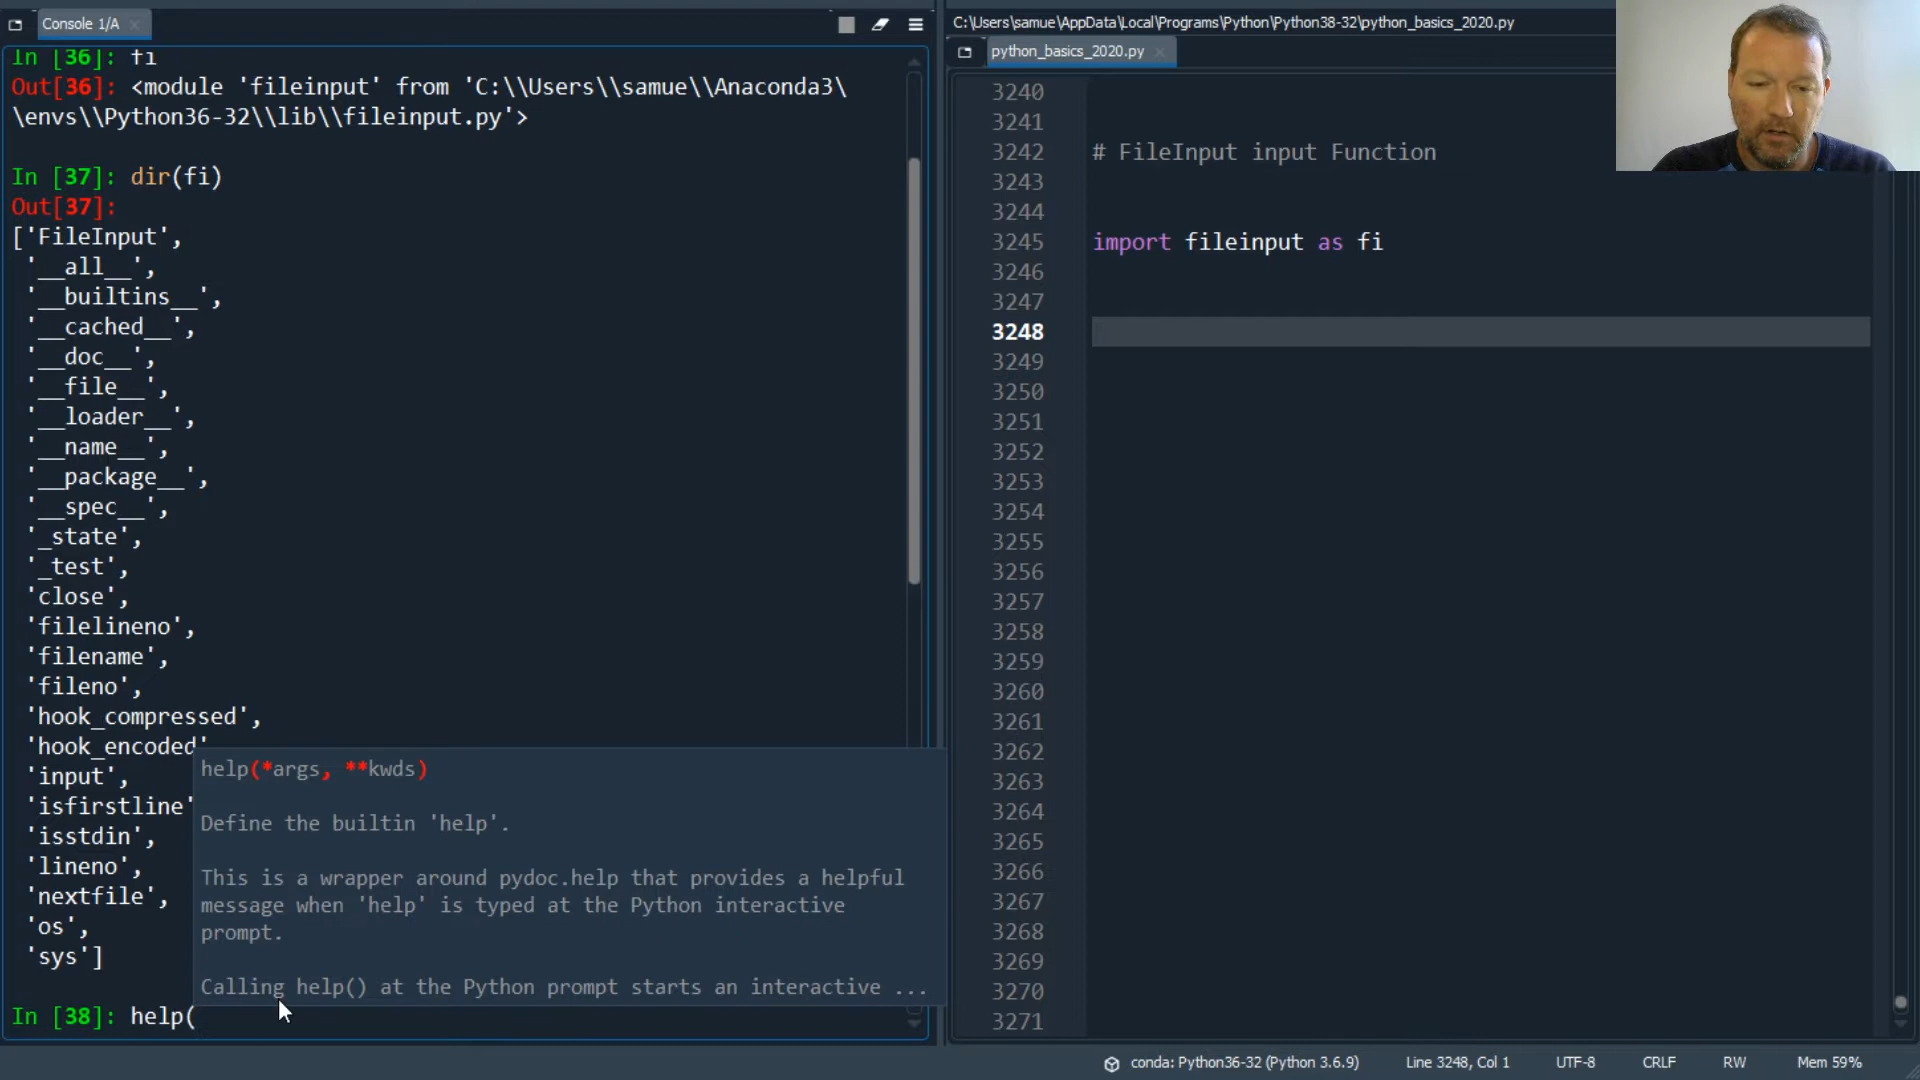 Console 1/A
In [36]: fi
Out[36]: <module 'fileinput' from 'C:\\Users\\samue\\Anaconda3\
\envs\\Python36-32\\lib\\fileinput.py'>
In [37]: dir(fi)
Out[37]:
['FileInput',
'__all__',
'__builtins__',
'__cached__',
'__doc__',
'__file__',
'__loader__',
'__name__',
'__package__',
'__spec__',
'_state',
'_test',
'close',
'filelineno',
'filename',
'fileno',
'hook_compressed',
'hook_encoded'
'input',
'isfirstline'
'isstdin',
'lineno',
'nextfile',
'os',
'sys']
help(*args, **kwds)
Define the builtin 'help'.
This is a wrapper around pydoc.help that provides a helpful
message when 'help' is typed at the Python interactive
prompt.
Calling help() at the Python prompt starts an interactive ...
In [38]: help(
C:\Users\samue\AppData\Local\Programs\Python\Python38-32\python_basics_2020.py
python_basics_2020.py
3240
3241
3242 # FileInput input Function
3243
3244
3245 import fileinput as fi
3246
3247
3248
3249
3250
3251
3252
3253
3254
3255
3256
3257
3258
3259
3260
3261
3262
3263
3264
3265
3266
3267
3268
3269
3270
3271
conda: Python36-32 (Python 3.6.9) Line 3248, Col 1 UTF-8 CRLF RW Mem 59%